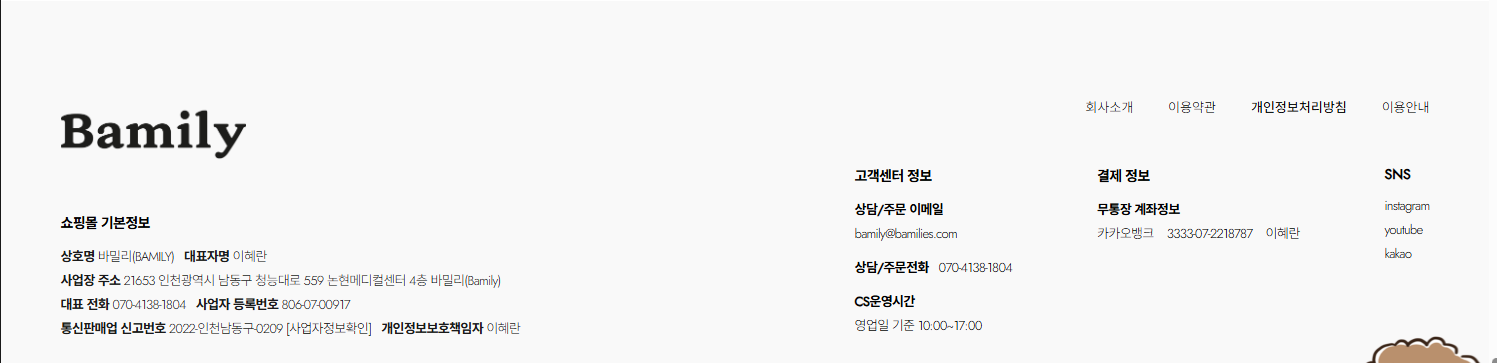 회사소개 이용약관 개인정보처리방침 이용안내
Bamily
쇼핑몰 기본정보
상호명 바밀리(BAMILY) 대표자명 이혜란
사업장 주소 21653 인천광역시 남동구 청능대로 559 논현메디컬센터 4층 바밀리(Bamily)
대표 전화 070-4138-1804 사업자 등록번호 806-07-00917
통신판매업 신고번호 2022-인천남동구-0209 [사업자정보확인] 개인정보보호책임자 이혜란
고객센터 정보
상담/주문 이메일
bamily@bamilies.com
상담/주문전화 070-4138-1804
CS운영시간
영업일 기준 10:00~17:00
결제 정보
무통장 계좌정보
카카오뱅크 3333-07-2218787 이혜란
SNS
instagram
youtube
kakao